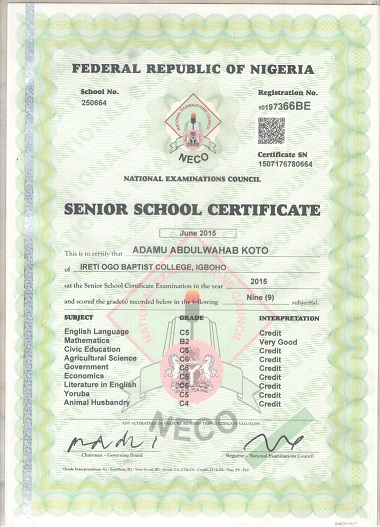 FEDERAL REPUBLIC OF NIGERIA
School No.
250664
Registration No.
197366BE
NATIONAL EXAMINATIONS COUNCIL
NECO
Certificate SN
1507176780664
NATIONAL EXAMINATIONS COUNCIL
SENIOR SCHOOL CERTIFICATE
June 2015
This is to certify that ADAMU ABDULWAHAB KOTO
of IRETI OGO BAPTIST COLLEGE, IGBOHO
sat the Senior School Certificate Examination in the year 2015
and scored the grade(s) recorded below in the following Nine (9) subject(s).
SUBJECT GRADE INTERPRETATION
English Language C5 Credit
Mathematics B2 Very Good
Civic Education C5 Credit
Agricultural Science C6 Credit
Government Credit
Economics C5 Credit
Literature in English Credit
Yoruba C5 Credit
Animal Husbandry C4 Credit
NECO
Chairman - Governing Board
Registrar - National Examinations Council